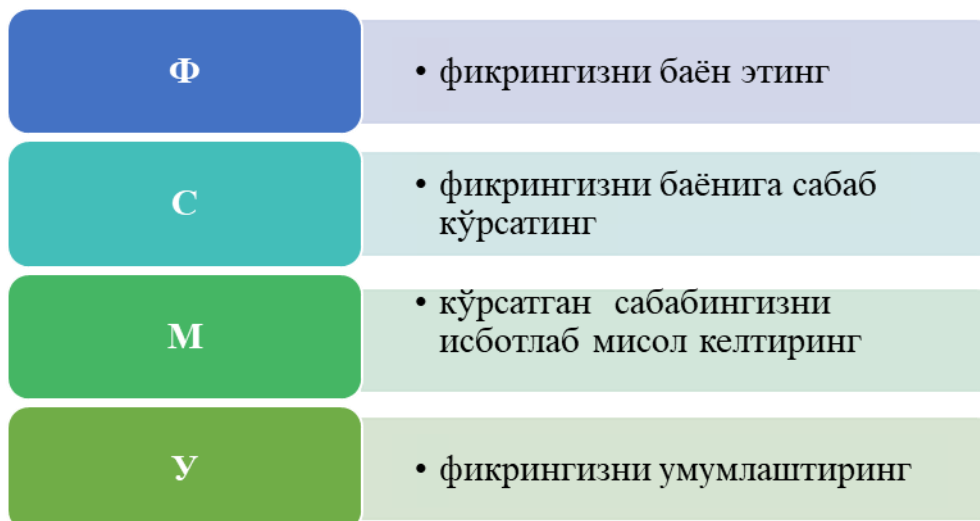 Ф
• фикрингизни баён этинг
С
• фикрингизни баёнига сабаб
кўрсатинг
М
• кўрсатган сабабингизни
исботлаб мисол келтиринг
У
• фикрингизни умумлаштиринг